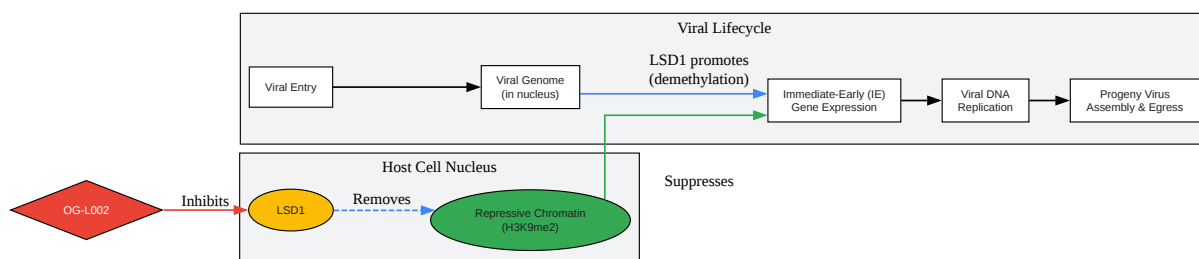 Viral Lifecycle
LSD1 promotes
(demethylation)
Viral Entry
Viral Genome
(in nucleus)
Immediate-Early (IE)
Gene Expression
Viral DNA
Replication
Progeny Virus
Assembly & Egress
Host Cell Nucleus
Suppresses
OG-L002
Inhibits
LSD1
Removes
Repressive Chromatin
(H3K9me2)